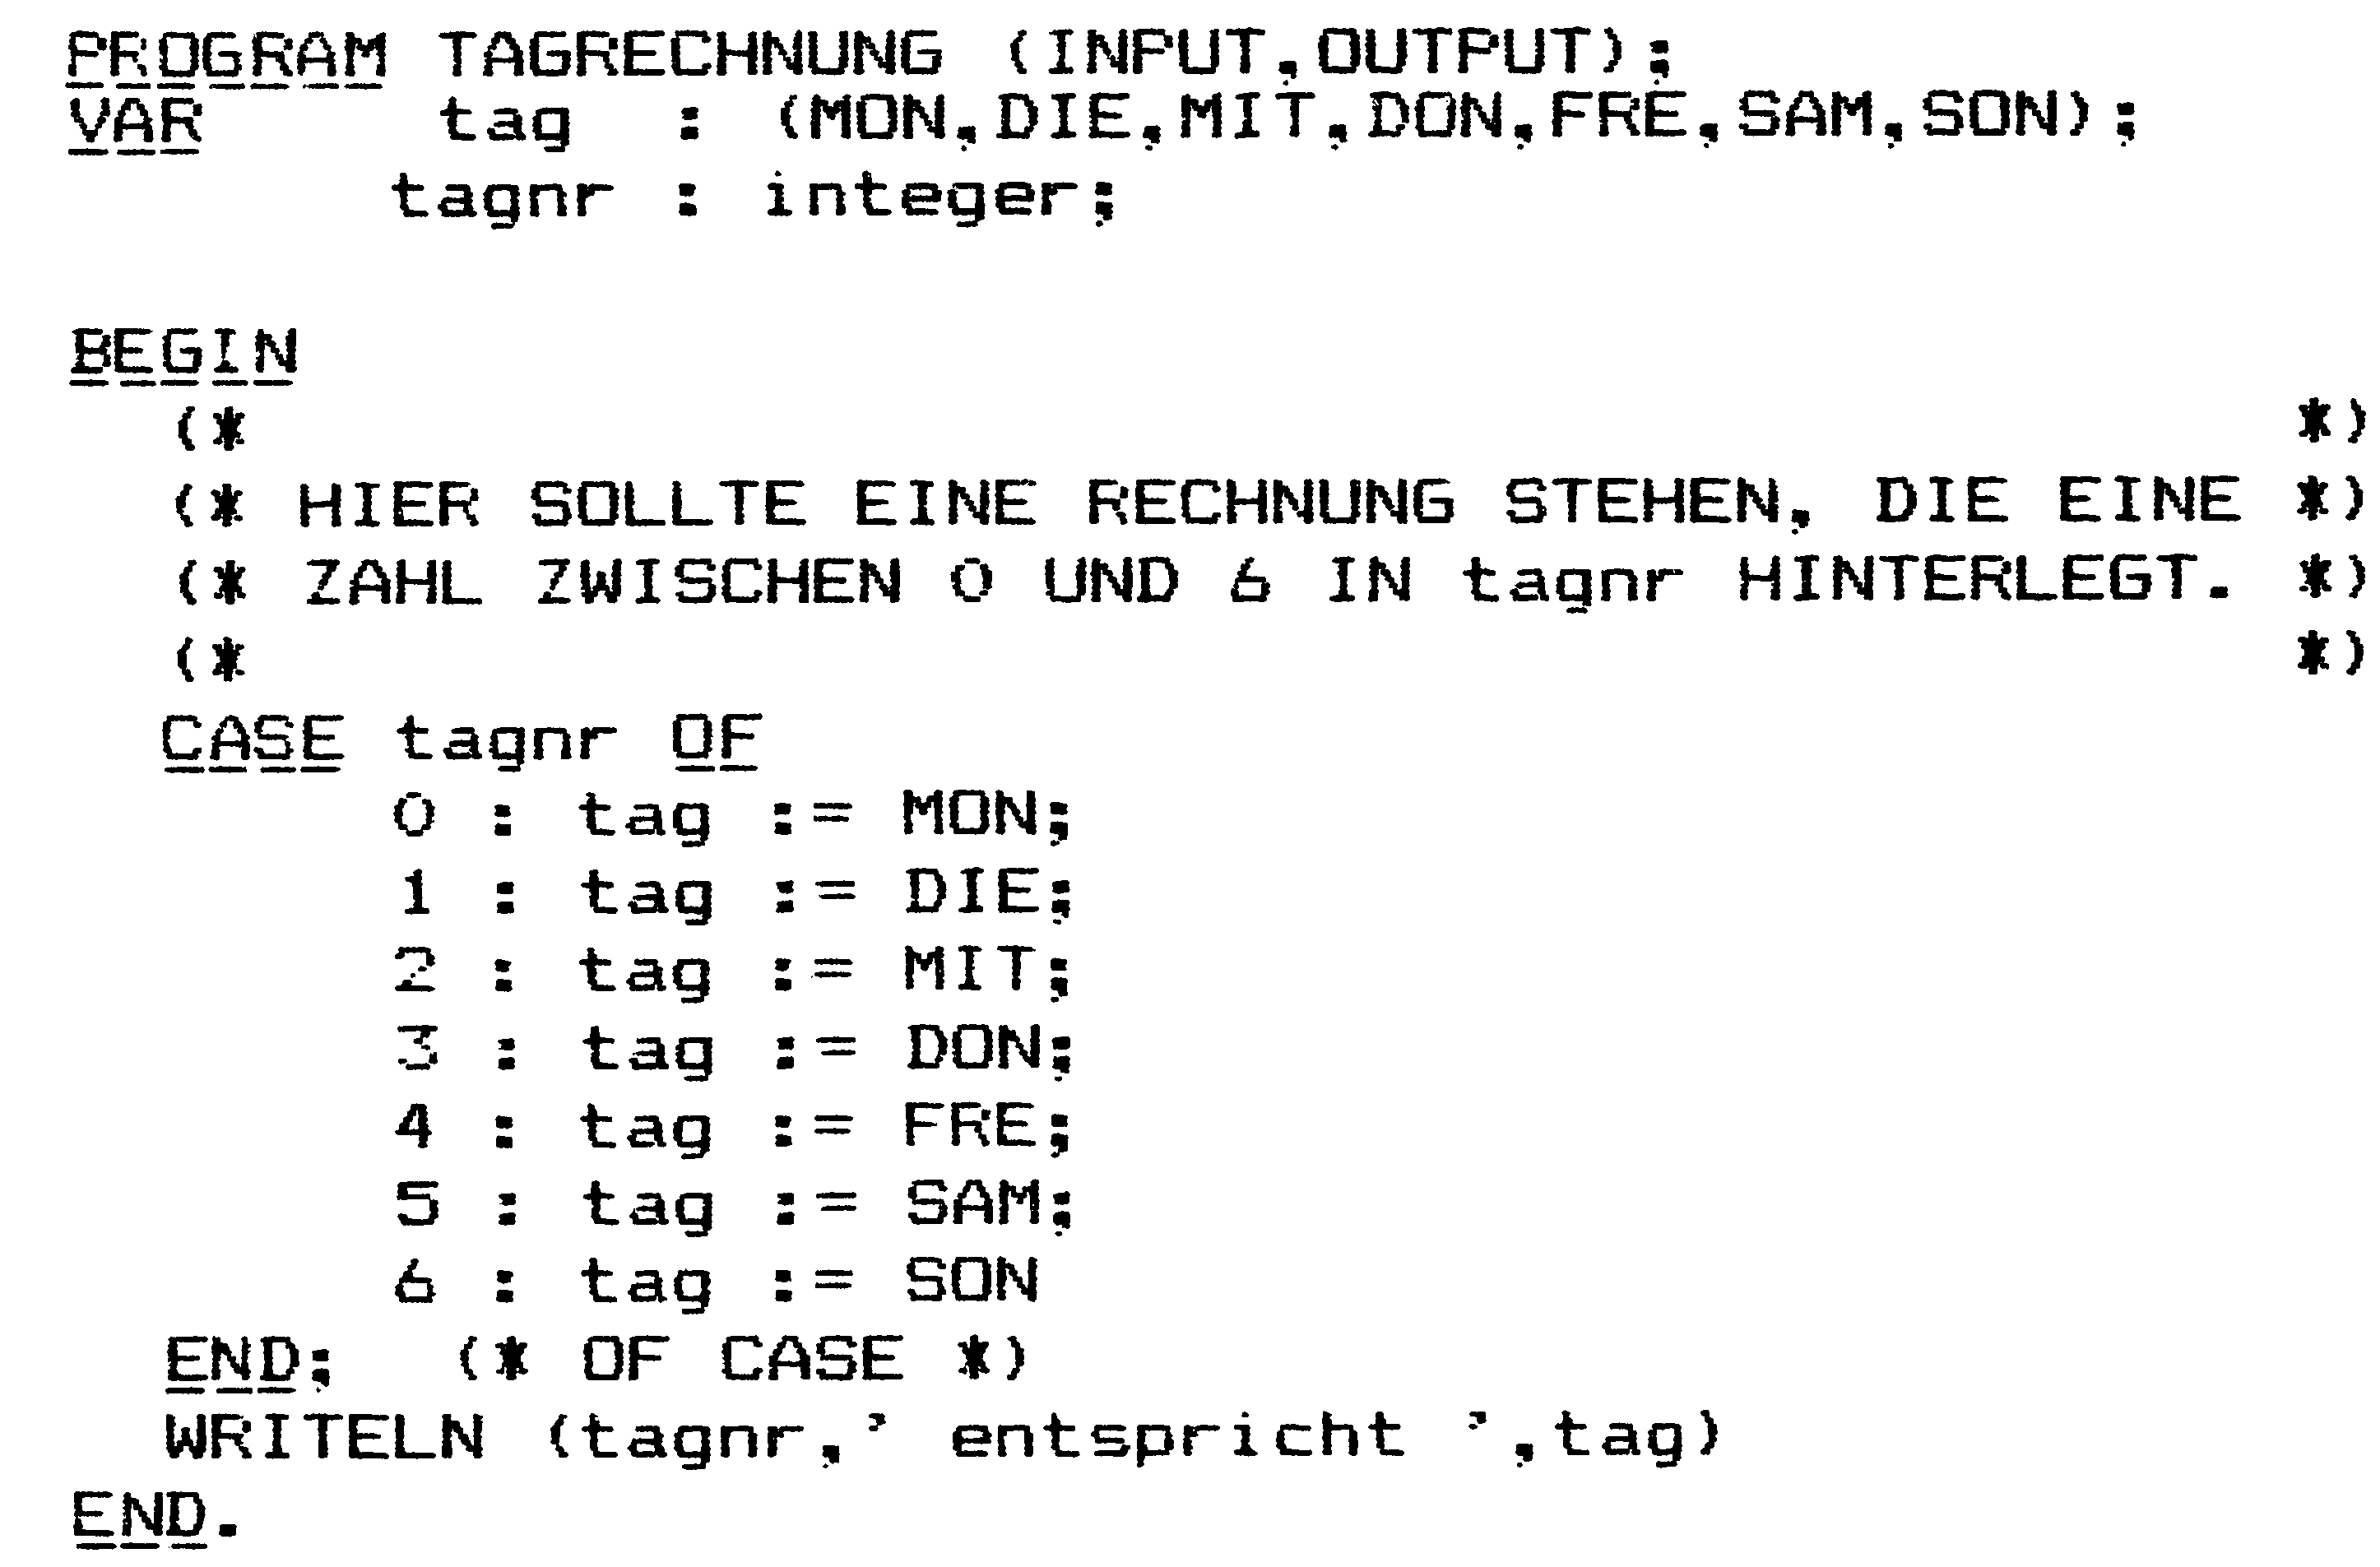 PROGRAM TAGRECHNUNG (INPUT,OUTPUT);
VAR     tag  : (MON,DIE,MIT,DON,FRE,SAM,SON);
       tagnr : integer;
BEGIN
  (*                                            *)
  (* HIER SOLLTE EINE RECHNUNG STEHEN, DIE EINE *)
  (* ZAHL ZWISCHEN 0 UND 6 IN tagnr HINTERLEGT. *)
  (*                                            *)
  CASE tagnr OF
       0 : tag := MON;
       1 : tag := DIE;
       2 : tag := MIT;
       3 : tag := DON;
       4 : tag := FRE;
       5 : tag := SAM;
       6 : tag := SON
  END;  (* OF CASE *)
  WRITELN (tagnr,' entspricht ',tag)
END.